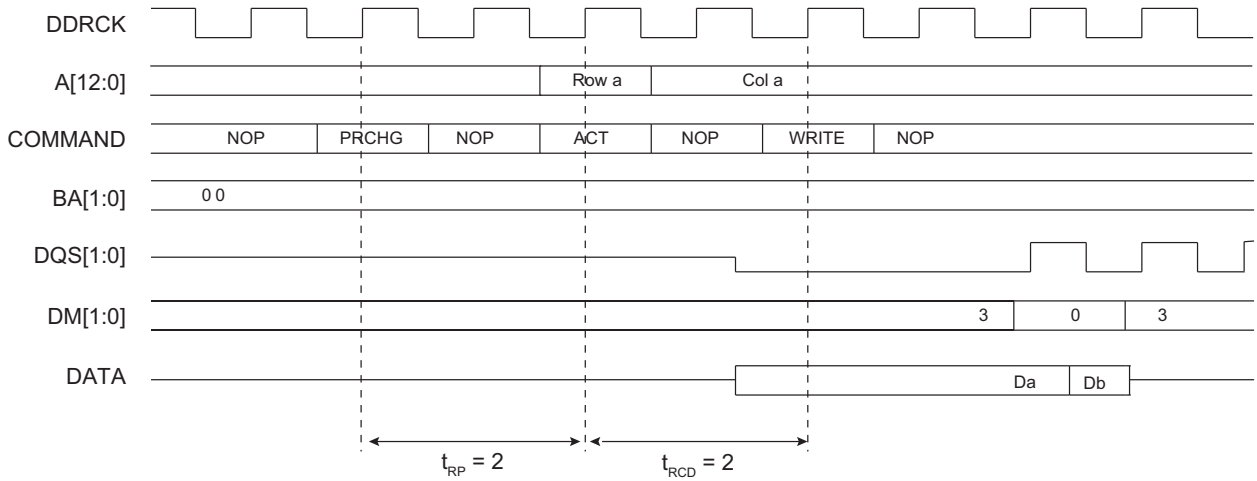 DDRCK
A[12:0] Row a Col a
COMMAND NOP PRCHG NOP ACT NOP WRITE NOP
BA[1:0] 0 0
DQS[1:0]
DM[1:0] 3 0 3
DATA Da Db
tRP = 2 tRCD = 2